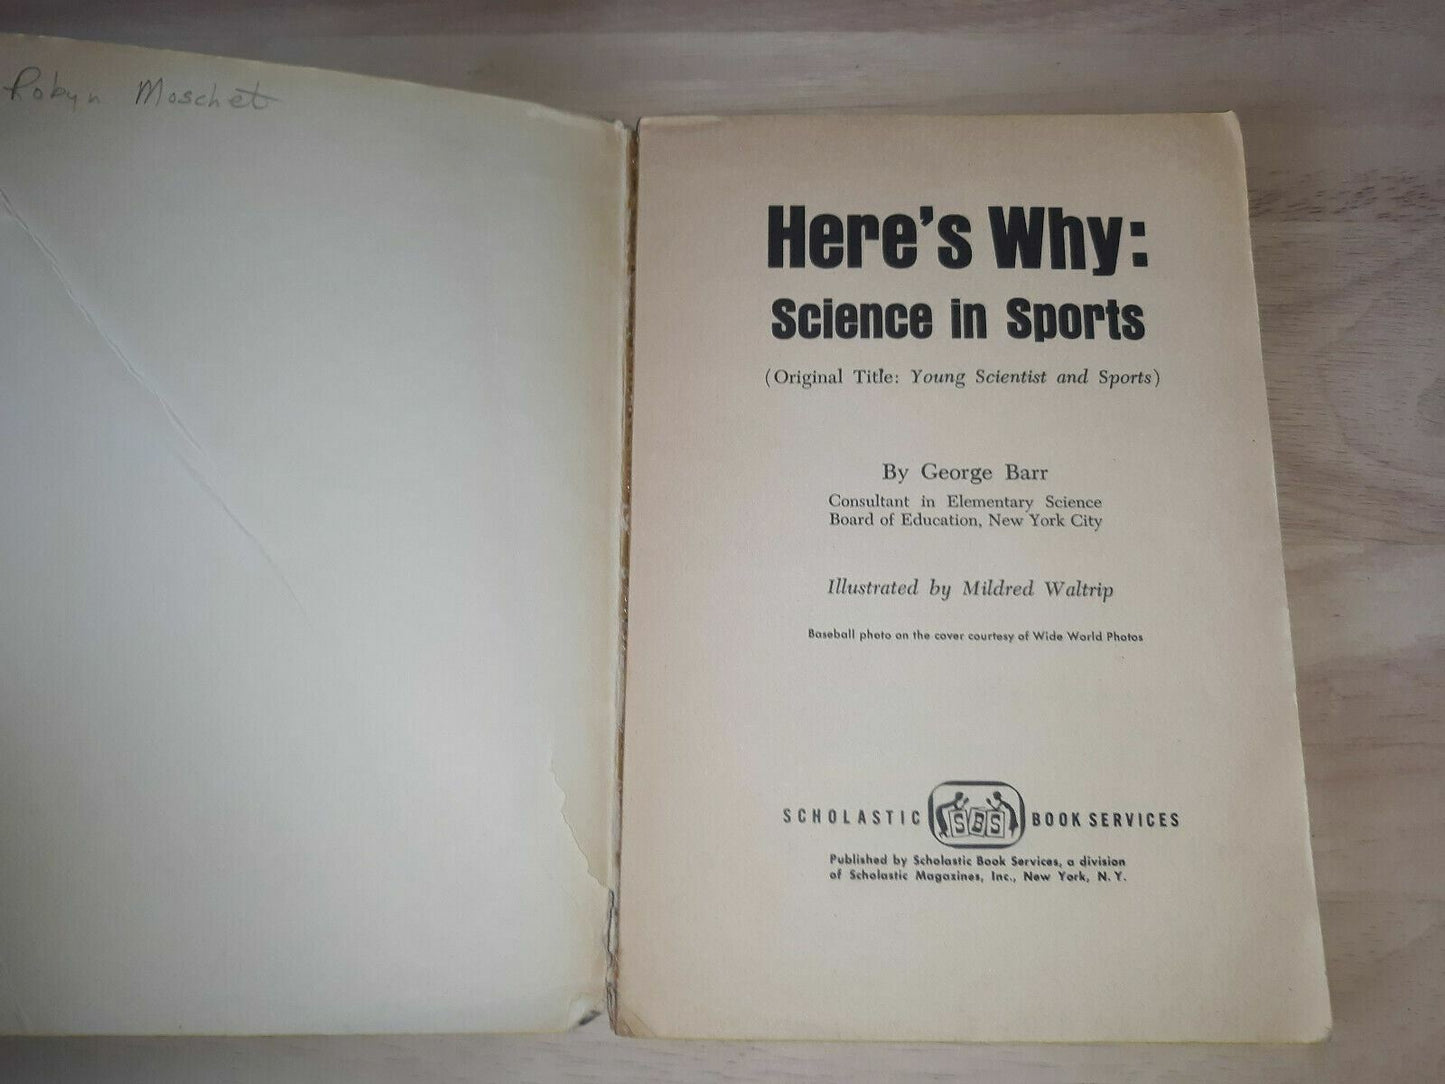 Robyn Moschet
Here's Why:
Science in Sports
(Original Title: Young Scientist and Sports)
By George Barr
Consultant in Elementary Science
Board of Education, New York City
Illustrated by Mildred Waltrip
Baseball photo on the cover courtesy of Wide World Photos
SCHOLASTIC SBS BOOK SERVICES
Published by Scholastic Book Services, a division
of Scholastic Magazines, Inc., New York, N.Y.